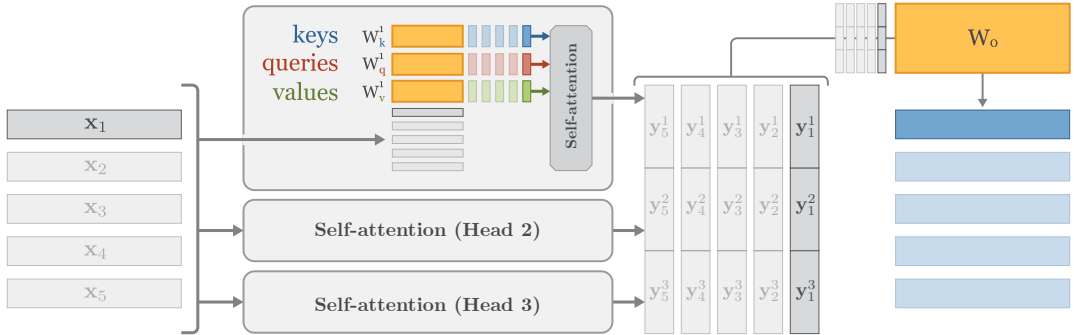 keys W_k^1
queries W_q^1
values W_v^1
Self-attention
W_o
x_1
x_2
x_3
x_4
x_5
y_5^1 y_4^1 y_3^1 y_2^1 y_1^1
y_5^2 y_4^2 y_3^2 y_2^2 y_1^2
y_5^3 y_4^3 y_3^3 y_2^3 y_1^3
Self-attention (Head 2)
Self-attention (Head 3)